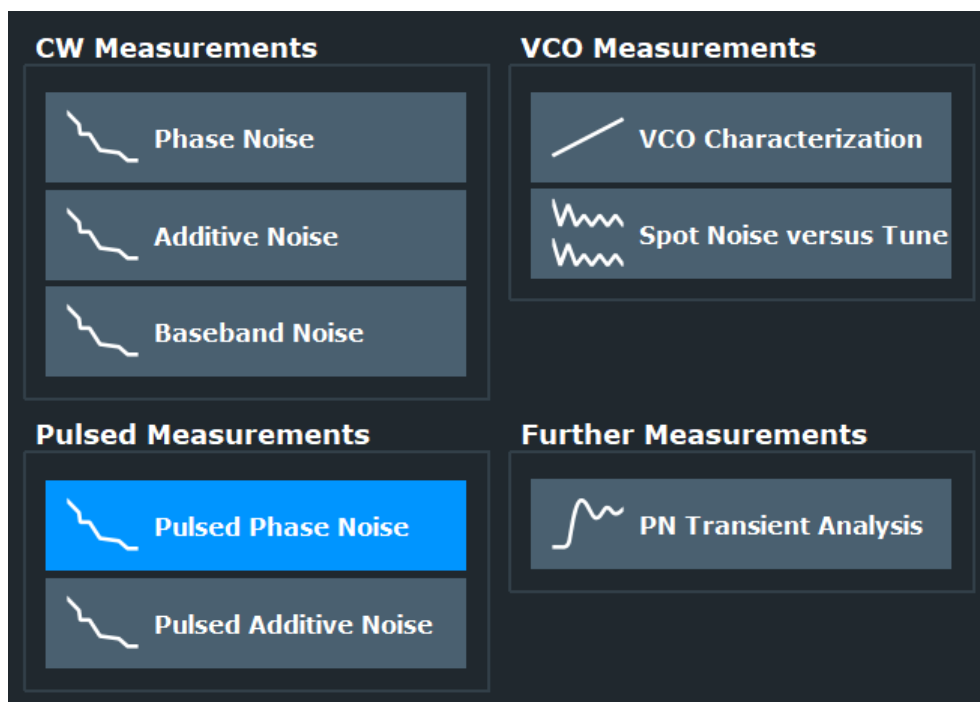 CW Measurements
Phase Noise
Additive Noise
Baseband Noise
VCO Measurements
VCO Characterization
Spot Noise versus Tune
Pulsed Measurements
Pulsed Phase Noise
Pulsed Additive Noise
Further Measurements
PN Transient Analysis